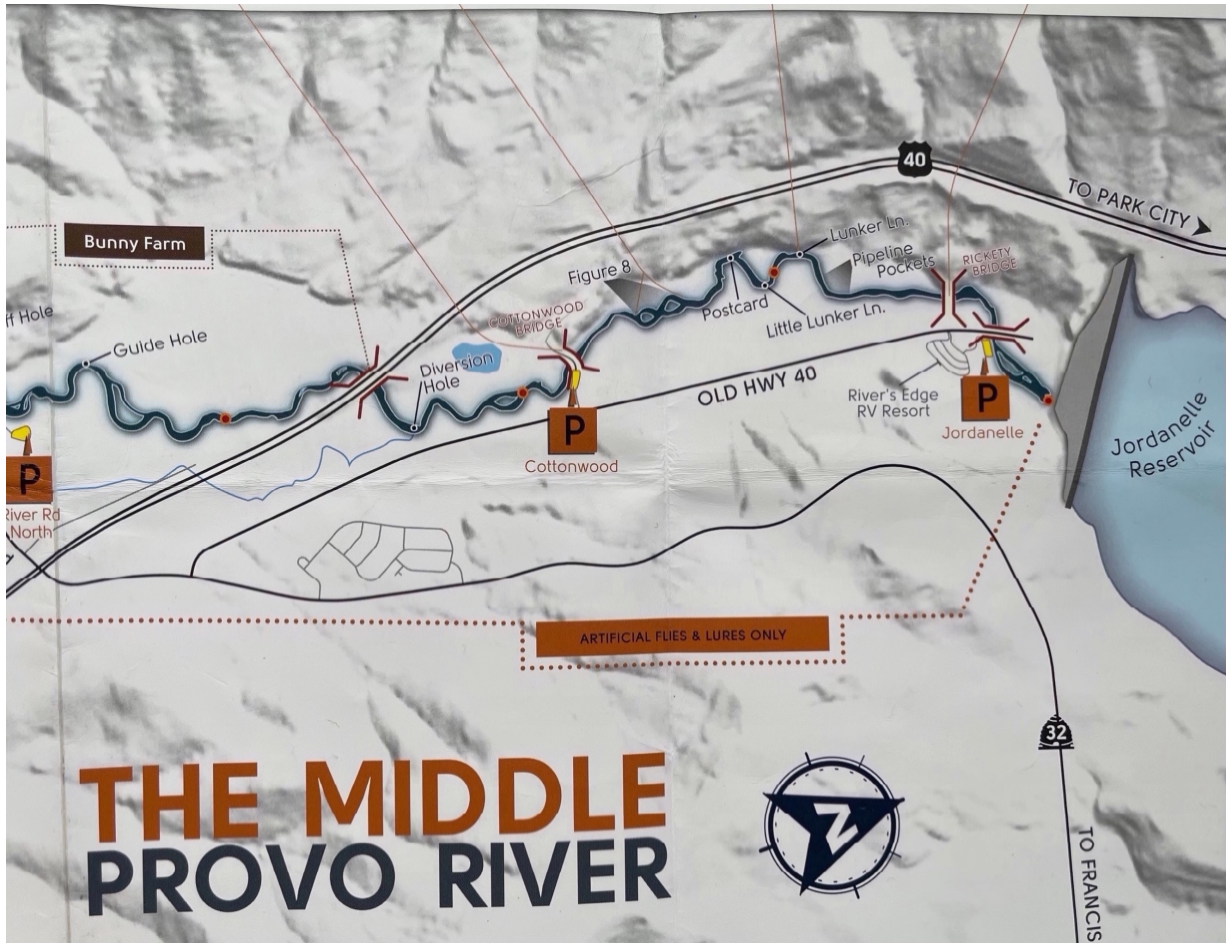 40
TO PARK CITY
Bunny Farm
Lunker Ln.
Pipeline
Pockets
RICKETY
BRIDGE
Figure 8
Postcard
Little Lunker Ln.
COTTONWOOD
BRIDGE
Hole
Guide Hole
Diversion
Hole
OLD HWY 40
River's Edge
RV Resort
P
Jordanelle
Jordanelle
Reservoir
P
Cottonwood
P
River Rd
North
ARTIFICIAL FLIES & LURES ONLY
32
TO FRANCIS
THE MIDDLE
PROVO RIVER
N